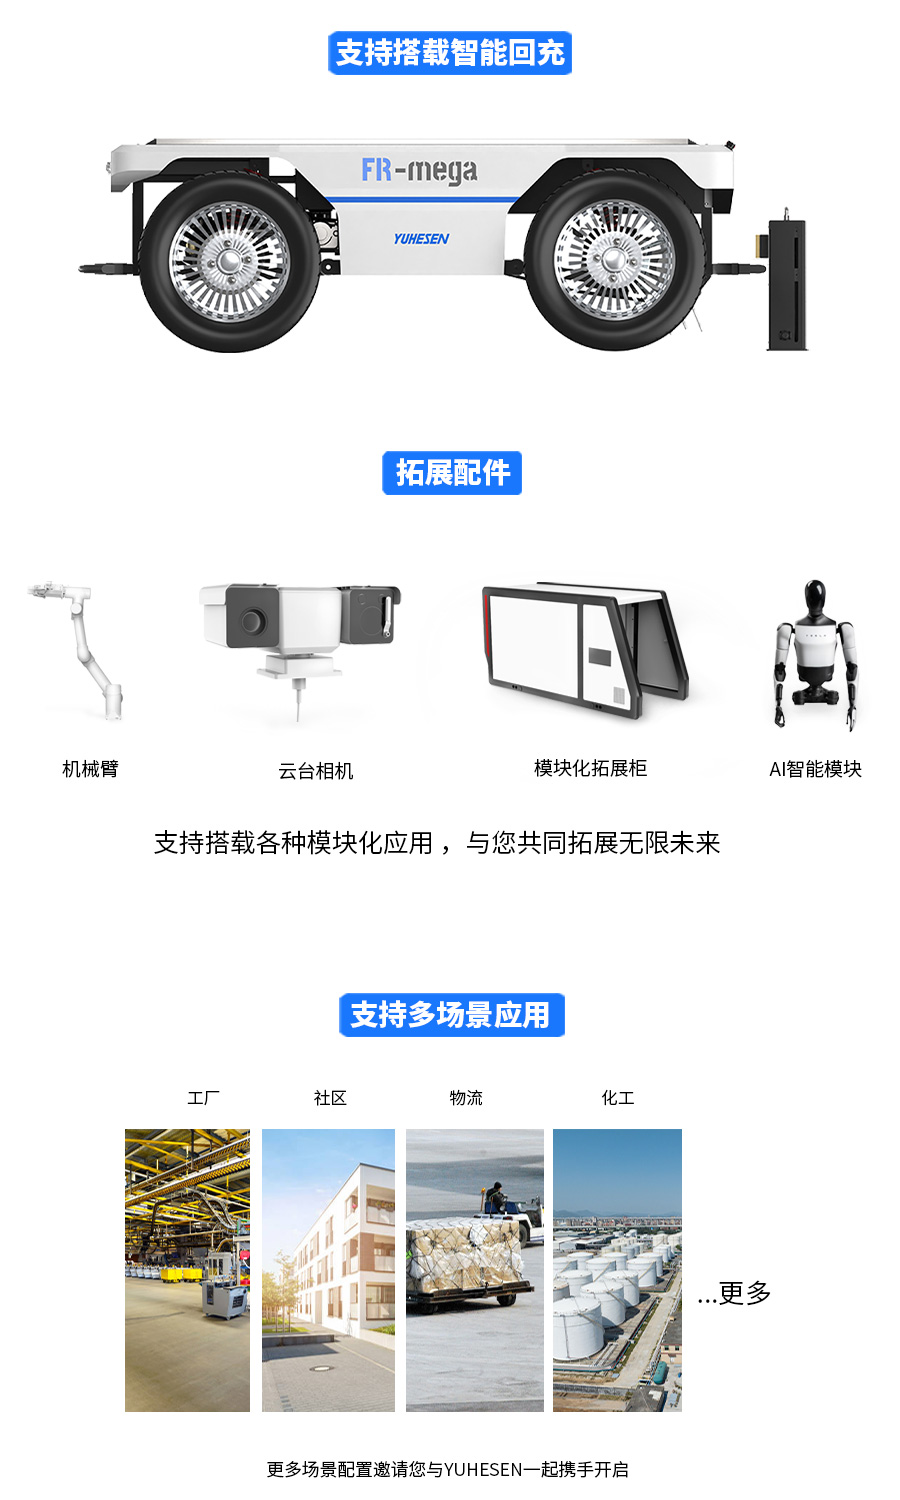 支持搭载智能回充
FR-mega
YUHESEN
拓展配件
机械臂
云台相机
模块化拓展柜
AI智能模块
支持搭载各种模块化应用，与您共同拓展无限未来
支持多场景应用
工厂
社区
物流
化工
...更多
更多场景配置邀请您与YUHESEN一起携手开启